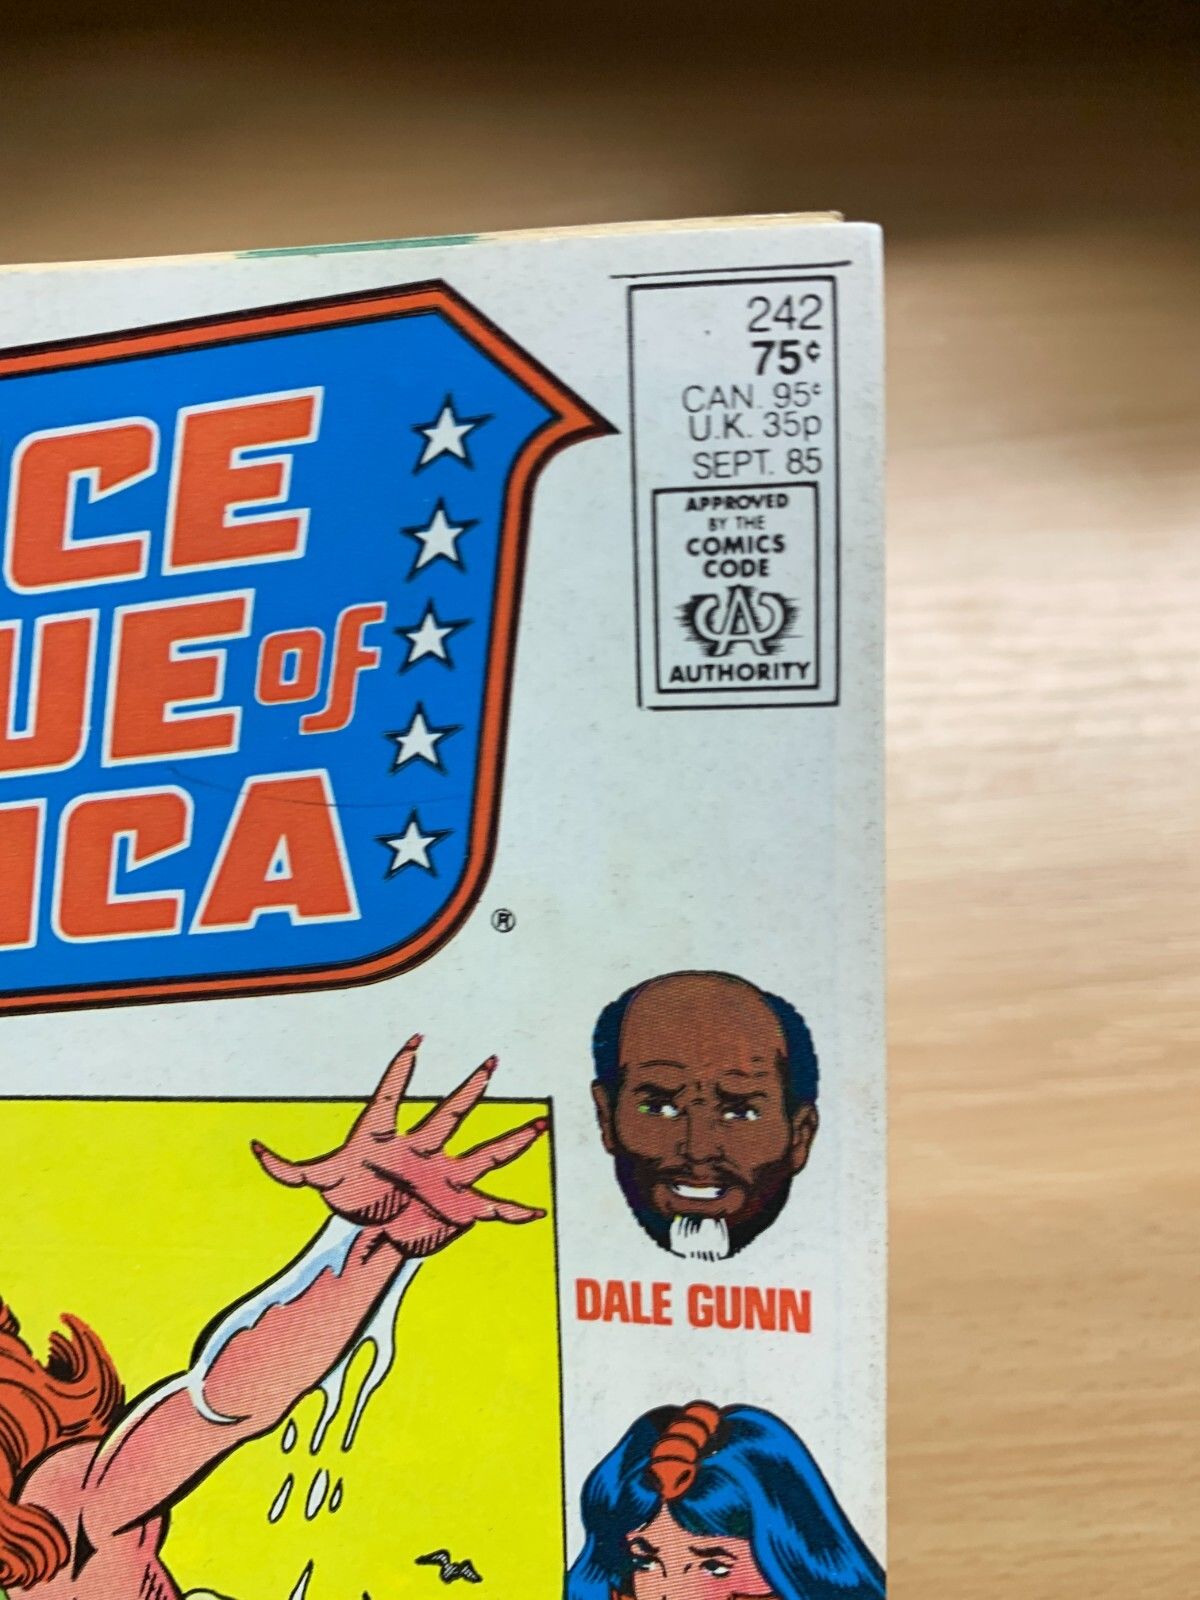 242
75¢
CAN. 95¢
U.K. 35p
SEPT. 85
APPROVED
BY THE
COMICS
CODE
CA
AUTHORITY
ICE
UE of
ICA
®
DALE GUNN